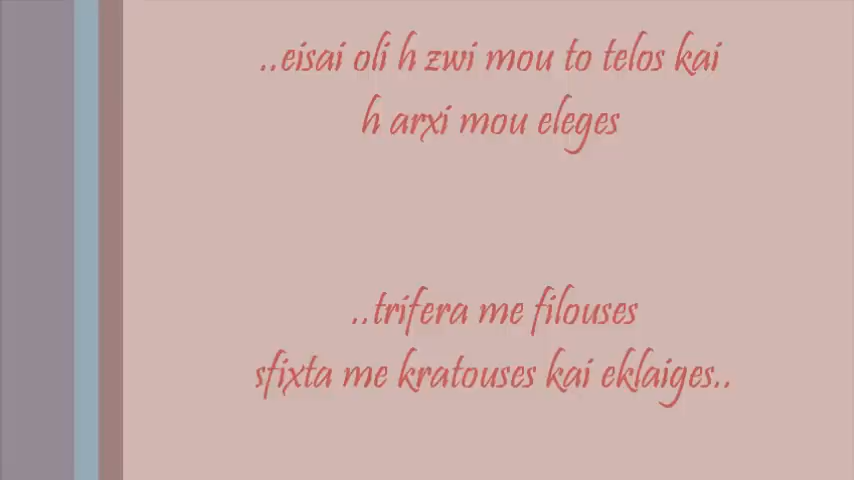 ..eisai oli h zwi mou to telos kai
h arxi mou eleges
..trifera me filouses
sfixta me kratouses kai eklaiges..